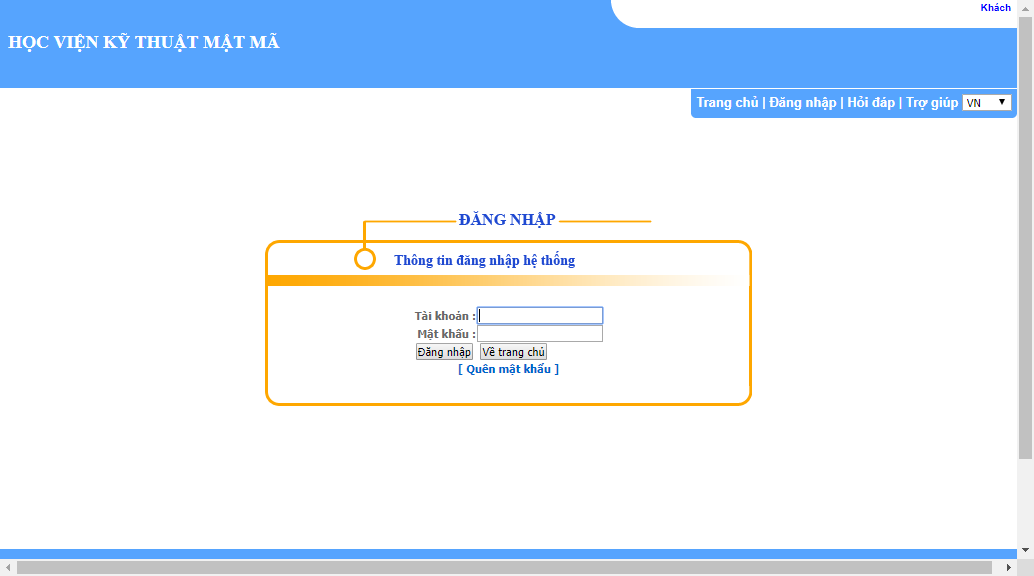 Khách
HỌC VIỆN KỸ THUẬT MẬT MÃ
Trang chủ | Đăng nhập | Hỏi đáp | Trợ giúp VN
ĐĂNG NHẬP
Thông tin đăng nhập hệ thống
Tài khoản :
Mật khẩu :
Đăng nhập Về trang chủ
[ Quên mật khẩu ]